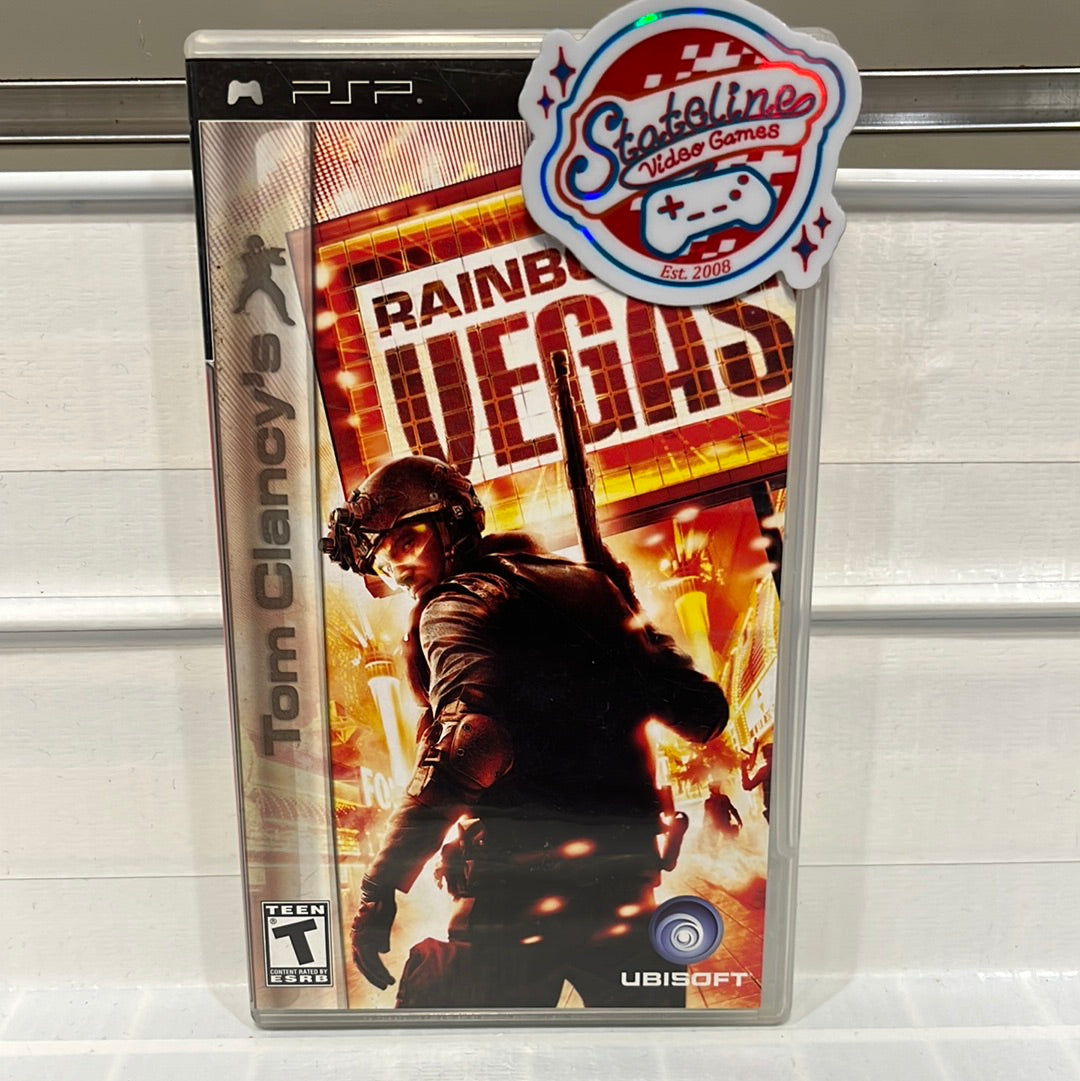 PSP
Stateline
Video Games
Est. 2008
Tom Clancy's
RAINB
VEGAS
TEEN
T
CONTENT RATED BY
ESRB
UBISOFT